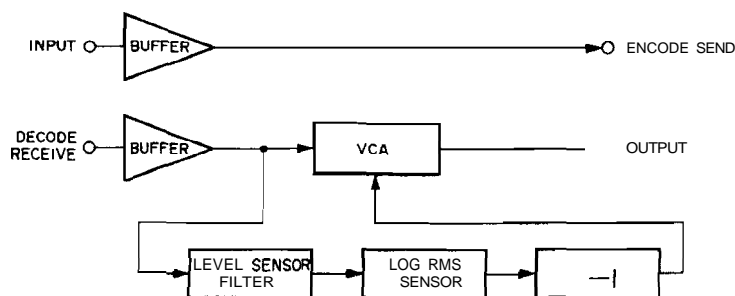 INPUT
BUFFER
ENCODE SEND
DECODE
RECEIVE
BUFFER
VCA
OUTPUT
LEVEL SENSOR
FILTER
LOG RMS
SENSOR
-1